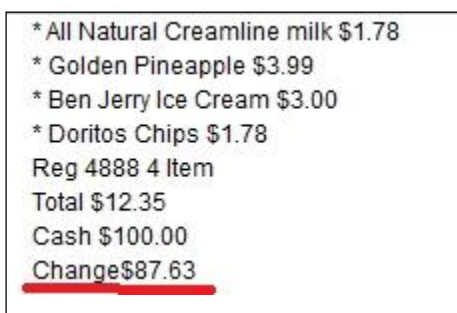 * All Natural Creamline milk $1.78
* Golden Pineapple $3.99
* Ben Jerry Ice Cream $3.00
* Doritos Chips $1.78
Reg 4888 4 Item
Total $12.35
Cash $100.00
Change$87.63